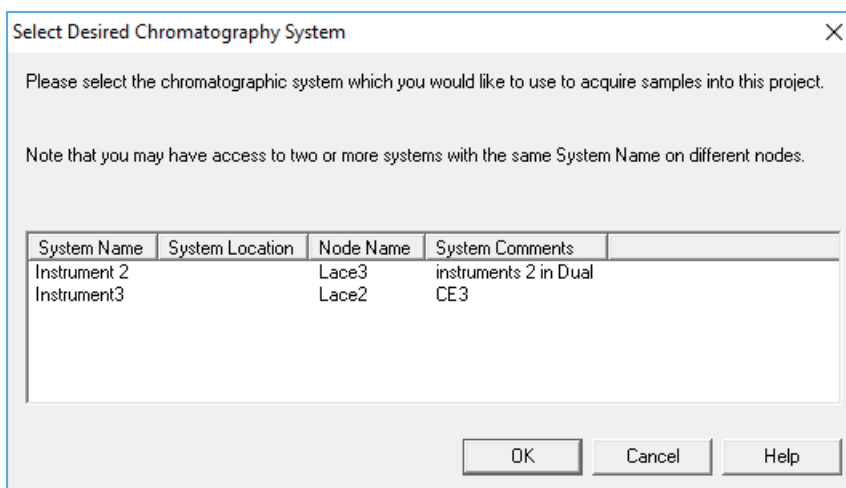 Select Desired Chromatography System
Please select the chromatographic system which you would like to use to acquire samples into this project.
Note that you may have access to two or more systems with the same System Name on different nodes.
System Name System Location Node Name System Comments
Instrument 2 Lace3 instruments 2 in Dual
Instrument3 Lace2 CE3
OK Cancel Help